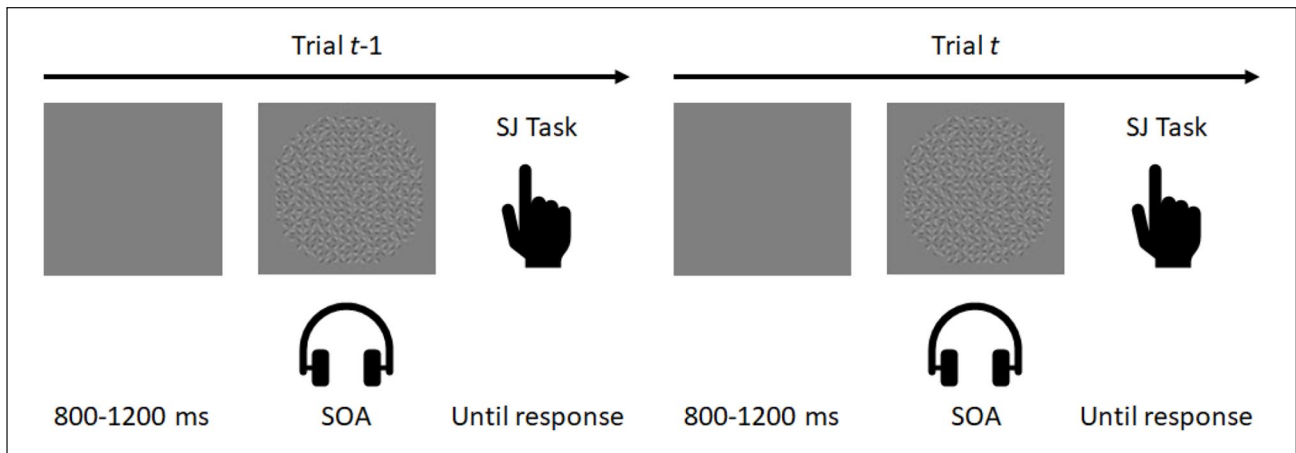 Trial t-1
SJ Task
800-1200 ms
SOA
Until response
Trial t
SJ Task
800-1200 ms
SOA
Until response